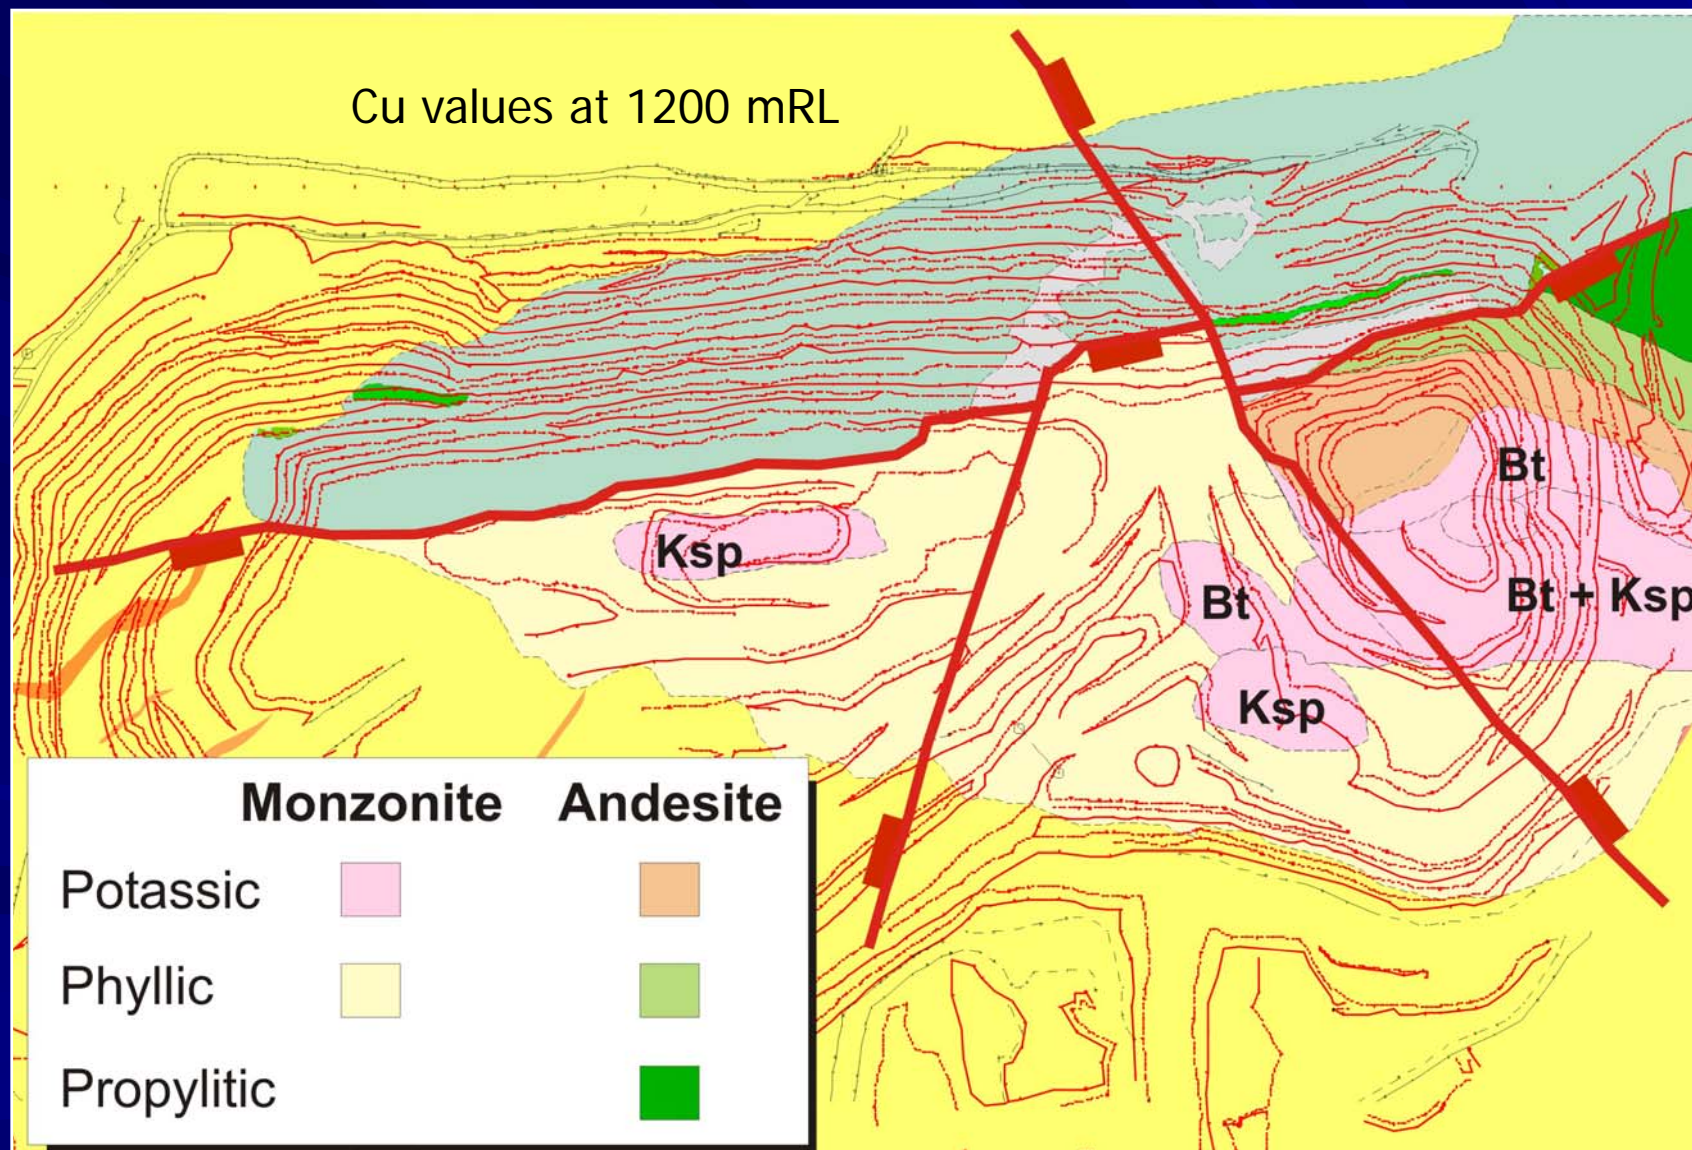 Cu values at 1200 mRL
Bt
Ksp
Bt
Bt + Ksp
Ksp
Monzonite Andesite
Potassic
Phyllic
Propylitic